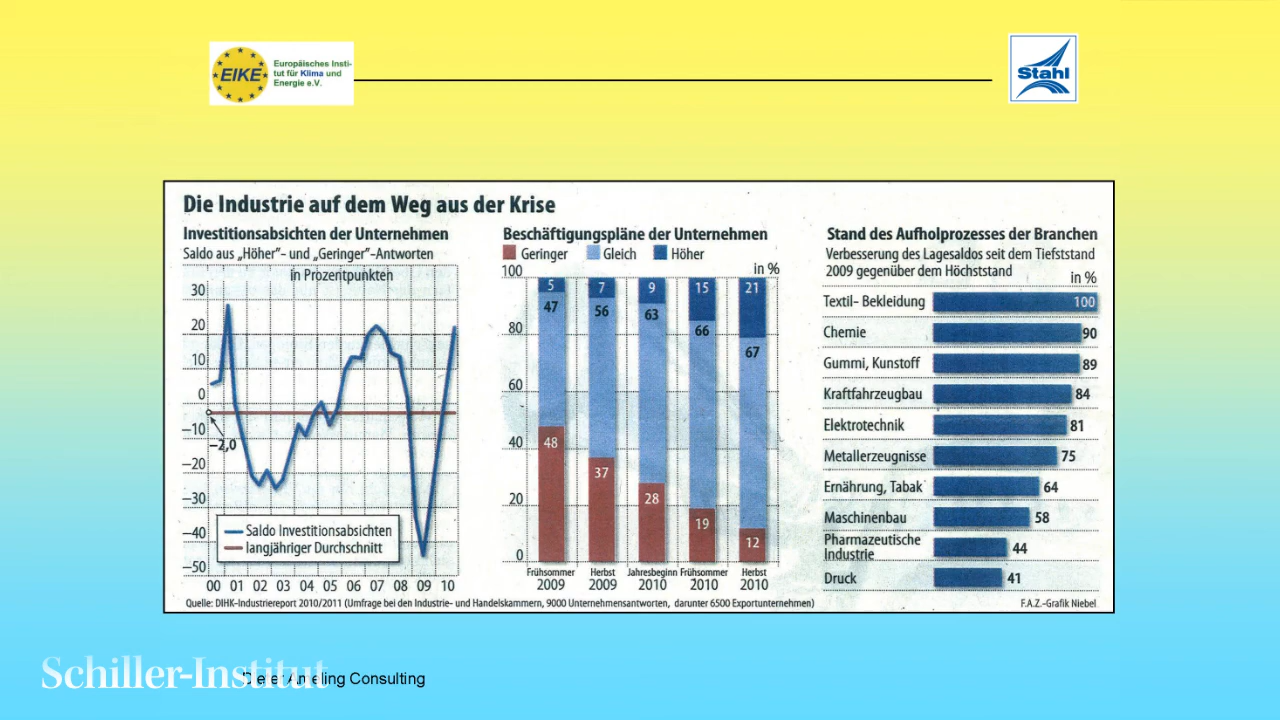 EIKE
Europäisches Insti-
tut für Klima und
Energie e.V.
Stahl
Die Industrie auf dem Weg aus der Krise
Investitionsabsichten der Unternehmen
Saldo aus „Höher”- und „Geringer”-Antworten
in Prozentpunkten
30
20
10
0
–10
–2,0
–20
–30
–40
–50
Saldo Investitionsabsichten
langjähriger Durchschnitt
00 01 02 03 04 05 06 07 08 09 10
Beschäftigungspläne der Unternehmen
Geringer Gleich Höher
in %
100
80
60
40
20
0
5 7 9 15 21
47 56 63 66 67
48 37 28 19 12
Frühsommer Herbst Jahresbeginn Frühsommer Herbst
2009 2009 2010 2010 2010
Stand des Aufholprozesses der Branchen
Verbesserung des Lagesaldos seit dem Tiefststand
2009 gegenüber dem Höchststand
in %
Textil- Bekleidung 100
Chemie 90
Gummi, Kunstoff 89
Kraftfahrzeugbau 84
Elektrotechnik 81
Metallerzeugnisse 75
Ernährung, Tabak 64
Maschinenbau 58
Pharmazeutische
Industrie 44
Druck 41
Quelle: DIHK-Industriereport 2010/2011 (Umfrage bei den Industrie- und Handelskammern, 9000 Unternehmensantworten, darunter 6500 Exportunternehmen)
F.A.Z.-Grafik Niebel
Schiller-Institut
Dieter Ameling Consulting